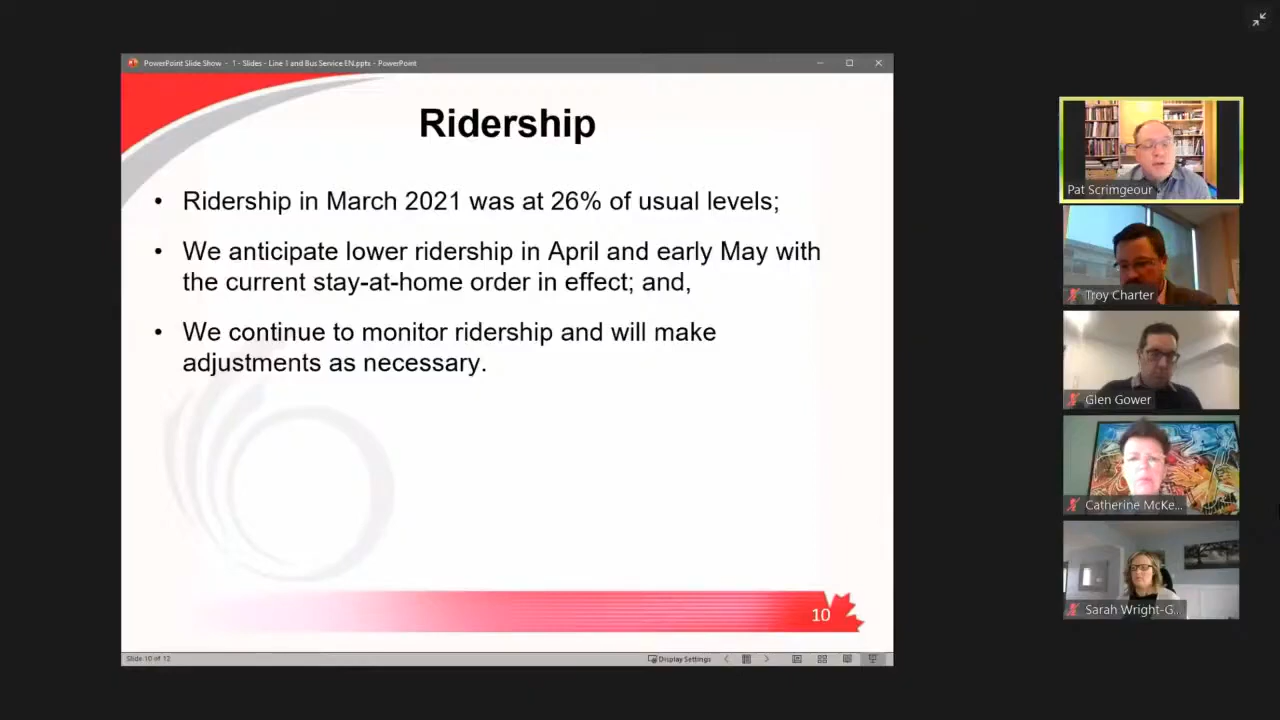 PowerPoint Slide Show - 1 - Slides - Line 1 and Bus Service EN.pptx - PowerPoint
Ridership
• Ridership in March 2021 was at 26% of usual levels;
• We anticipate lower ridership in April and early May with
the current stay-at-home order in effect; and,
• We continue to monitor ridership and will make
adjustments as necessary.
10
Slide 10 of 12
Display Settings
Pat Scrimgeour
Troy Charter
Glen Gower
Catherine McKe...
Sarah Wright-G...